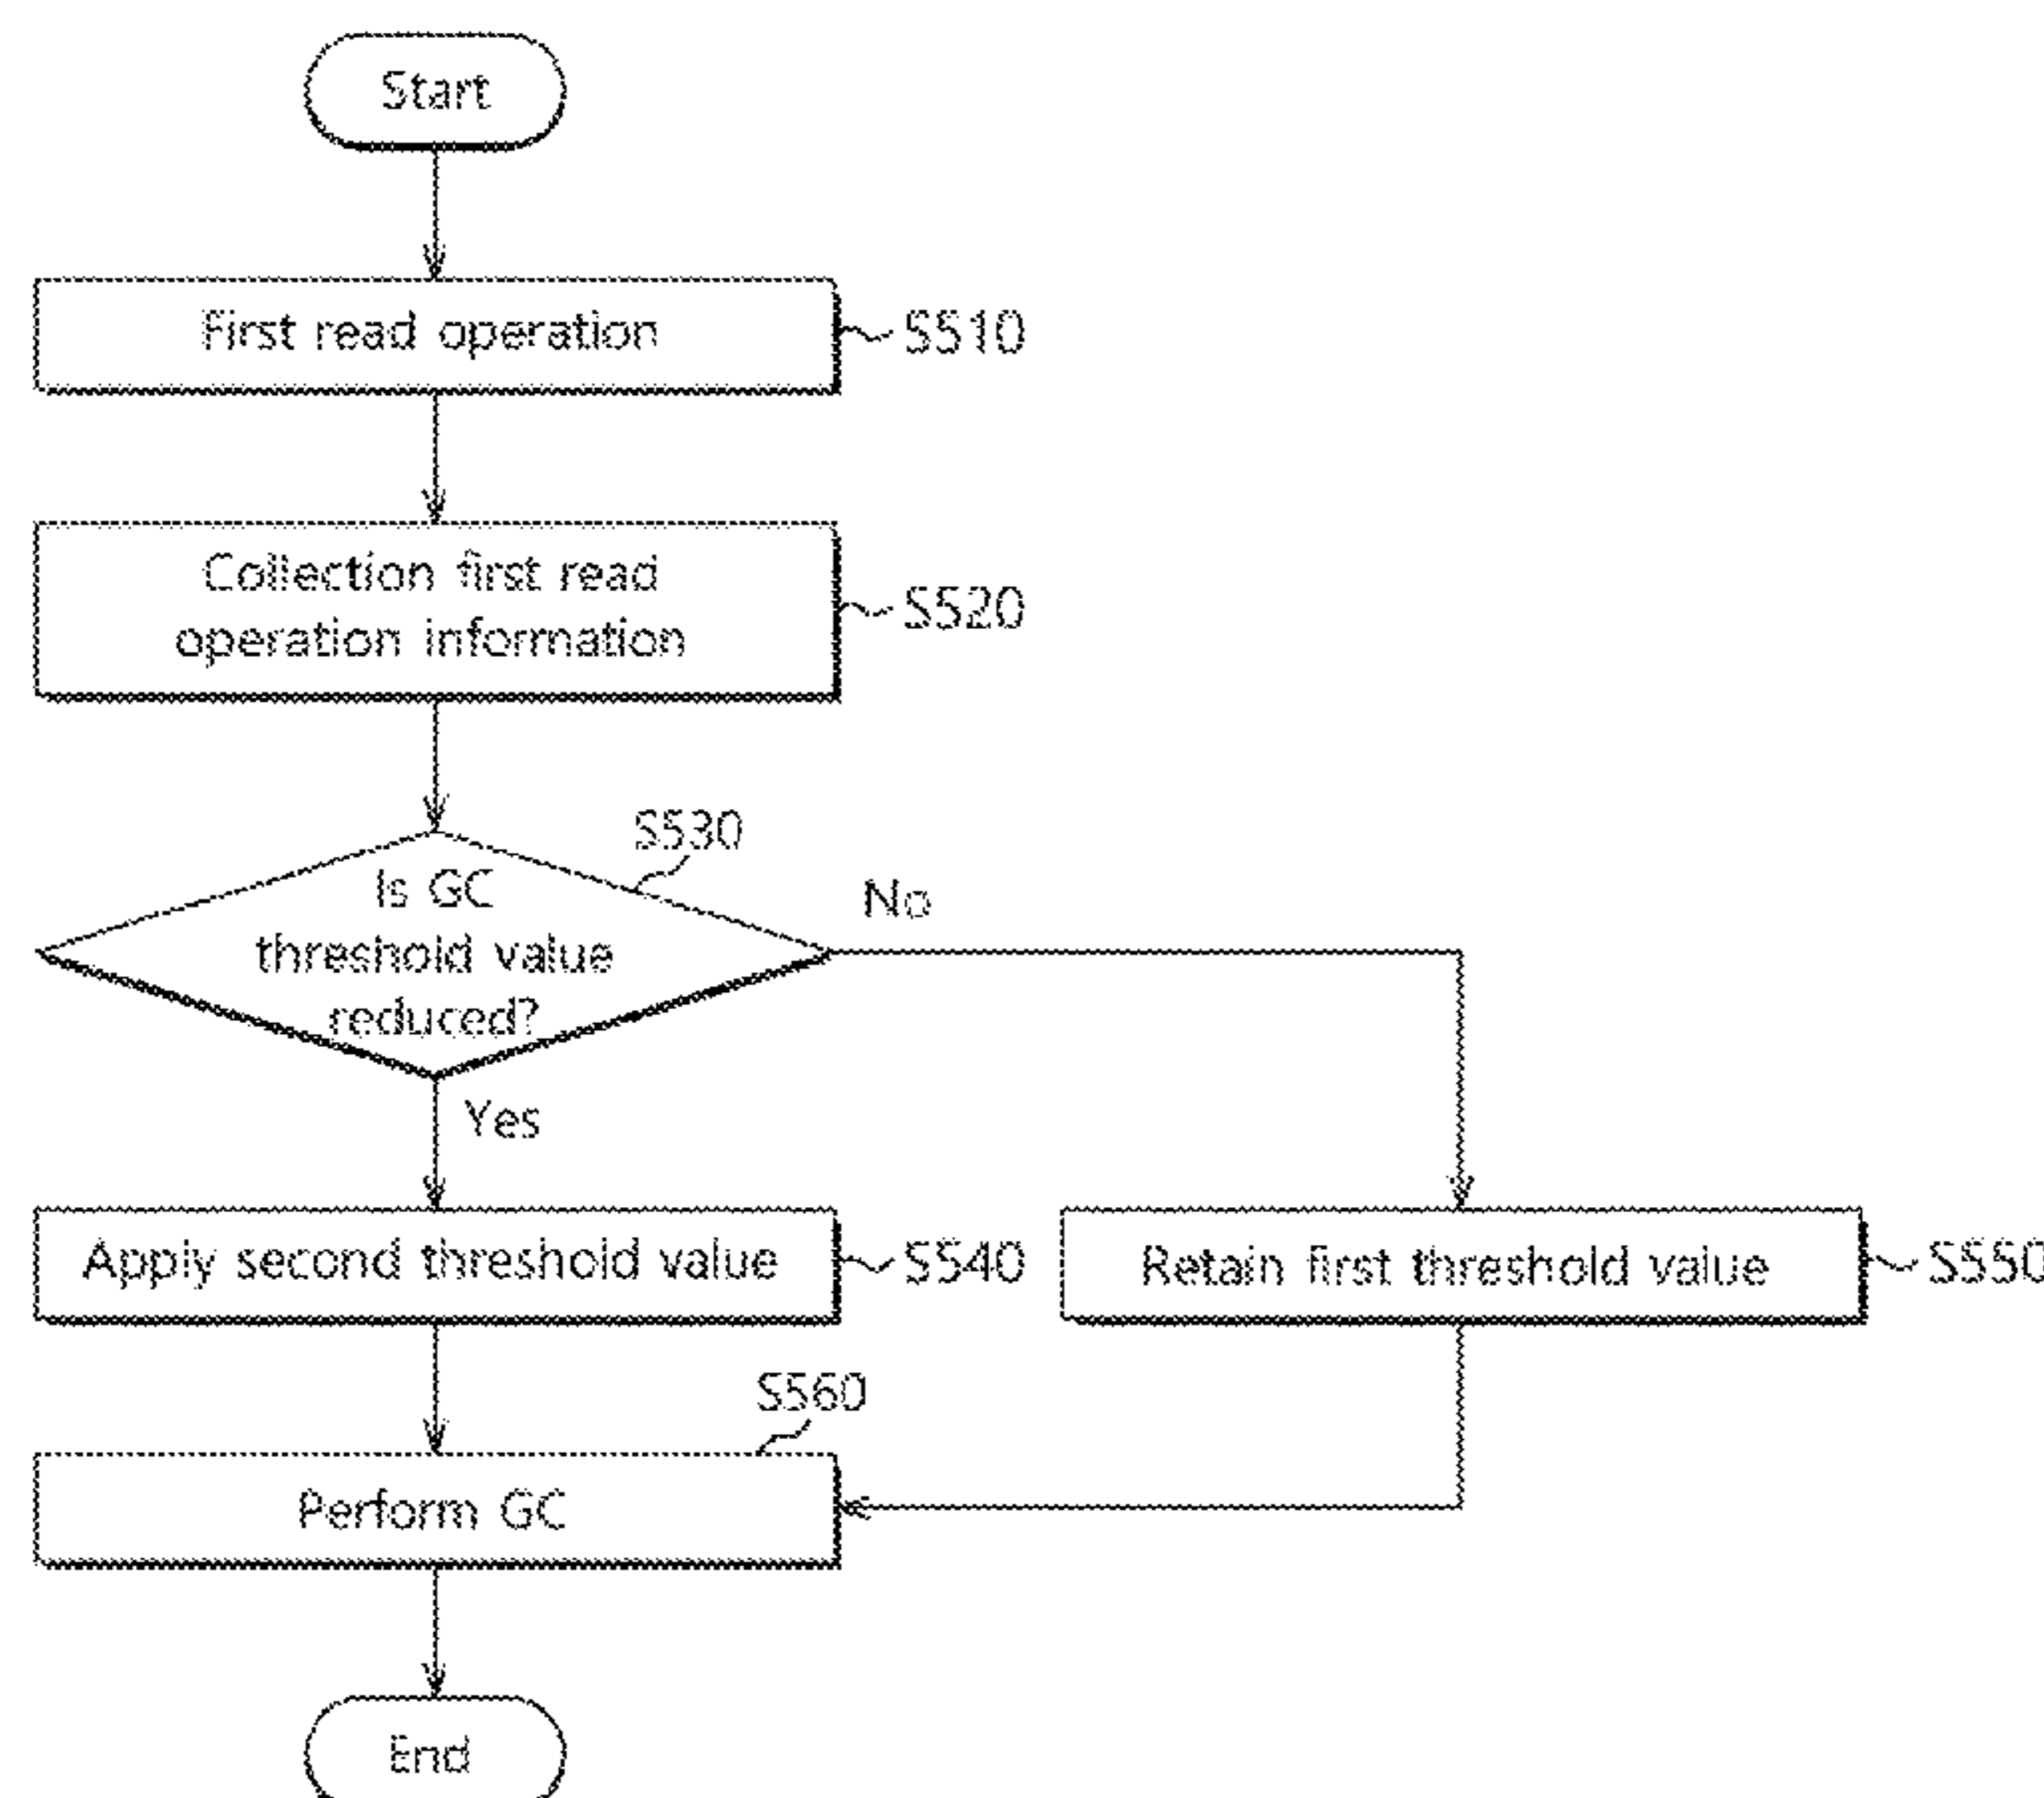 Start
First read operation
S510
Collection first read
operation information
S520
S530
Is GC
threshold value
reduced?
No
Yes
Apply second threshold value
S540
Retain first threshold value
S550
S560
Perform GC
End